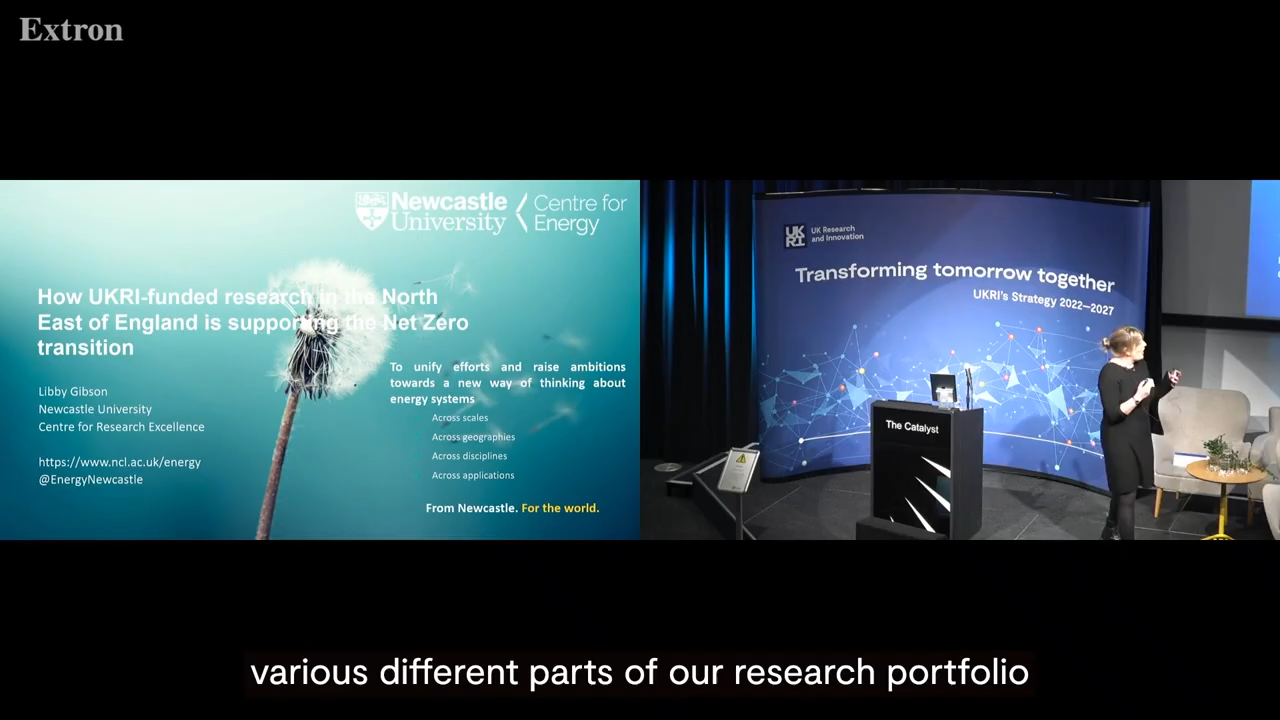 Extron
Newcastle
University
Centre for
Energy
How UKRI-funded research in the North
East of England is supporting the Net Zero
transition
Libby Gibson
Newcastle University
Centre for Research Excellence
https://www.ncl.ac.uk/energy
@EnergyNewcastle
To unify efforts and raise ambitions
towards a new way of thinking about
energy systems
Across scales
Across geographies
Across disciplines
Across applications
From Newcastle. For the world.
UK
RI
UK Research
and Innovation
Transforming tomorrow together
UKRI's Strategy 2022–2027
The Catalyst
various different parts of our research portfolio